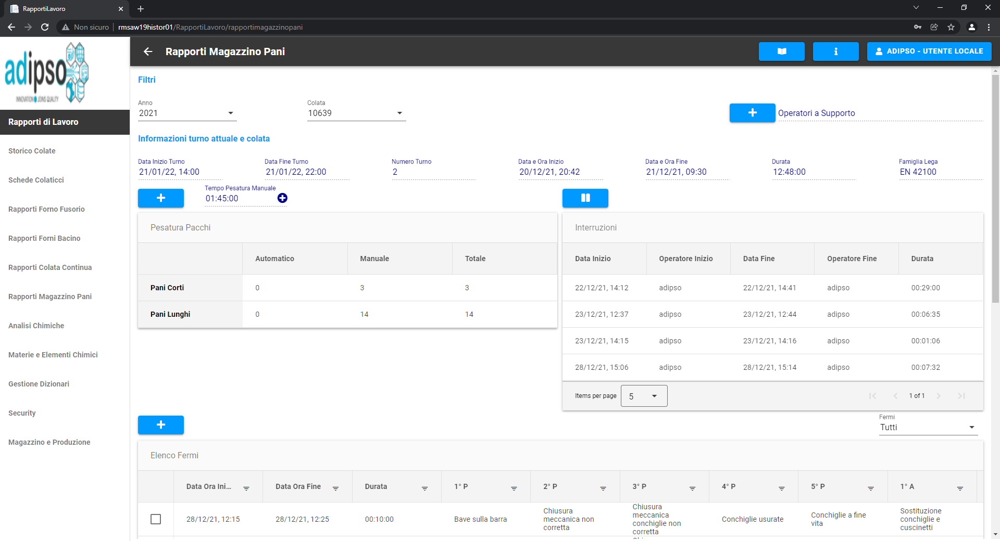 RapportiLavoro
Non sicuro
rmsaw19histor01/RapportiLavoro/rapportimagazzinopani
adipso
INNOVATION JOINS QUALITY
Rapporti Magazzino Pani
ADIPSO - UTENTE LOCALE
Rapporti di Lavoro
Storico Colate
Schede Colaticci
Rapporti Forno Fusorio
Rapporti Forni Bacino
Rapporti Colata Continua
Rapporti Magazzino Pani
Analisi Chimiche
Materie e Elementi Chimici
Gestione Dizionari
Security
Magazzino e Produzione
Filtri
Anno
2021
Colata
10639
Operatori a Supporto
Informazioni turno attuale e colata
Data Inizio Turno
21/01/22, 14:00
Data Fine Turno
21/01/22, 22:00
Numero Turno
2
Data e Ora Inizio
20/12/21, 20:42
Data e Ora Fine
21/12/21, 09:30
Durata
12:48:00
Famiglia Lega
EN 42100
Tempo Pesatura Manuale
01:45:00
Pesatura Pacchi
Automatico Manuale Totale
Pani Corti 0 3 3
Pani Lunghi 0 14 14
Interruzioni
Data Inizio Operatore Inizio Data Fine Operatore Fine Durata
22/12/21, 14:12 adipso 22/12/21, 14:41 adipso 00:29:00
23/12/21, 12:37 adipso 23/12/21, 12:44 adipso 00:06:35
23/12/21, 14:15 adipso 23/12/21, 14:16 adipso 00:01:06
28/12/21, 15:06 adipso 28/12/21, 15:14 adipso 00:07:32
Items per page 5 1 of 1
Fermi
Tutti
Elenco Fermi
Data Ora Ini... Data Ora Fine Durata 1° P 2° P 3° P 4° P 5° P 1° A
28/12/21, 12:15
28/12/21, 12:25
00:10:00
Bave sulla barra
Chiusura
meccanica non
corretta
Chiusura
meccanica
conchiglie non
corretta
Conchiglie usurate
Conchiglie a fine
vita
Sostituzione
conchiglie e
cuscinetti